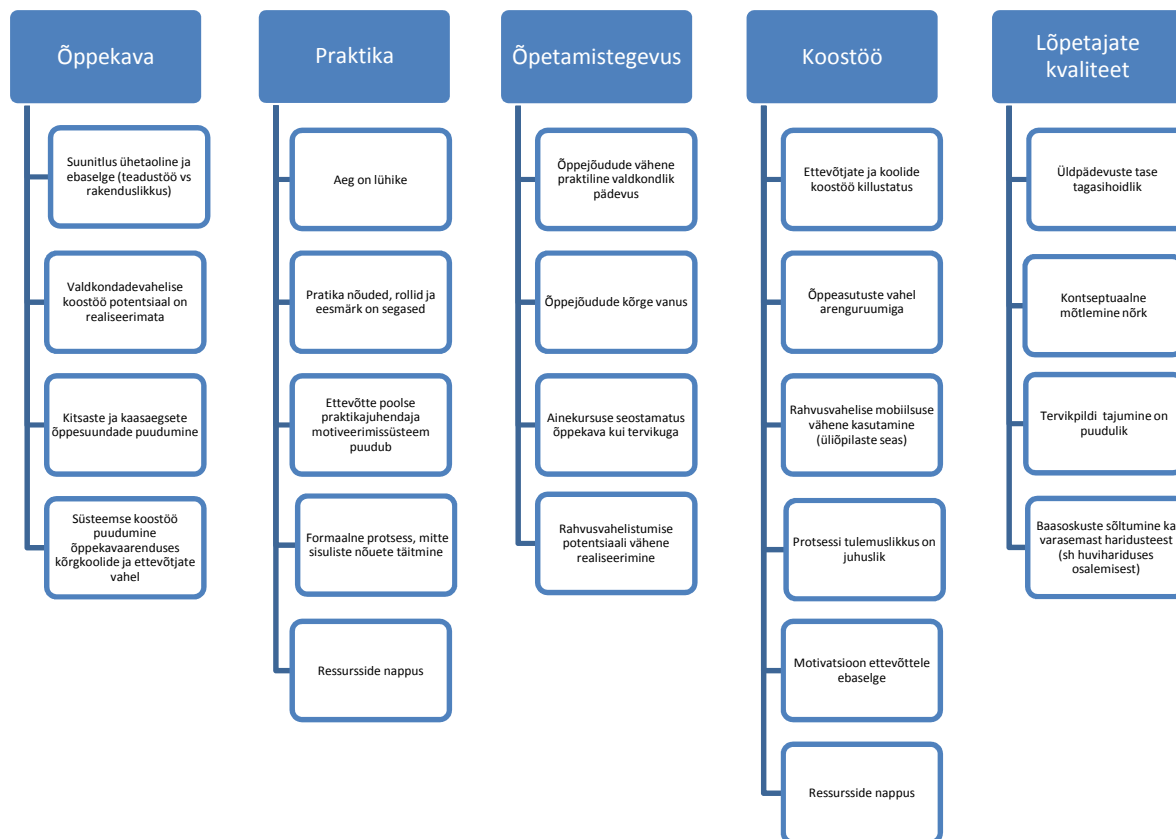 Õppekava
Suunitlus ühetaoline ja
ebaselge (teadustöö vs
rakenduslikkus)
Valdkondadevahelise
koostöö potentsiaal on
realiseerimata
Kitsaste ja kaasaegsete
õppesuundade puudumine
Süsteemse koostöö
puudumine
õppekavaarenduses
kõrgkoolide ja ettevõtjate
vahel
Praktika
Aeg on lühike
Pratika nõuded, rollid ja
eesmärk on segased
Ettevõtte poolse
praktikajuhendaja
motiveerimissüsteem
puudub
Formaalne protsess, mitte
sisuliste nõuete täitmine
Ressursside nappus
Õpetamistegevus
Õppejõudude vähene
praktiline valdkondlik
pädevus
Õppejõudude kõrge vanus
Ainekursuse seostamatus
õppekava kui tervikuga
Rahvusvahelistumise
potentsiaali vähene
realiseerimine
Koostöö
Ettevõtjate ja koolide
koostöö killustatus
Õppeasutuste vahel
arenguruumiga
Rahvusvahelise mobiilsuse
vähene kasutamine
(üliõpilaste seas)
Protsessi tulemuslikkus on
juhuslik
Motivatsioon ettevõttele
ebaselge
Ressursside nappus
Lõpetajate
kvaliteet
Üldpädevuste tase
tagasihoidlik
Kontseptuaalne
mõtlemine nõrk
Tervikpildi tajumine on
puudulik
Baasoskuste sõltumine ka
varasemast haridusteest
(sh huvihariduses
osalemisest)